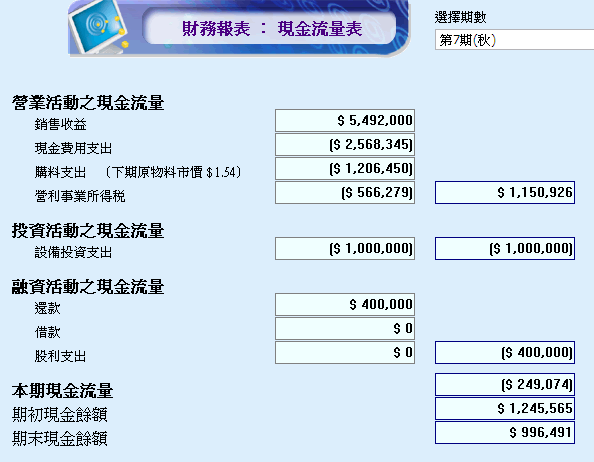 財務報表 : 現金流量表
選擇期數
第7期(秋)
營業活動之現金流量
銷售收益 $ 5,492,000
現金費用支出 ($ 2,568,345)
購料支出 〔下期原物料市價 $1.54〕 ($ 1,206,450)
營利事業所得稅 ($ 566,279) $ 1,150,926
投資活動之現金流量
設備投資支出 ($ 1,000,000) ($ 1,000,000)
融資活動之現金流量
還款 $ 400,000
借款 $ 0
股利支出 $ 0 ($ 400,000)
本期現金流量 ($ 249,074)
期初現金餘額 $ 1,245,565
期末現金餘額 $ 996,491